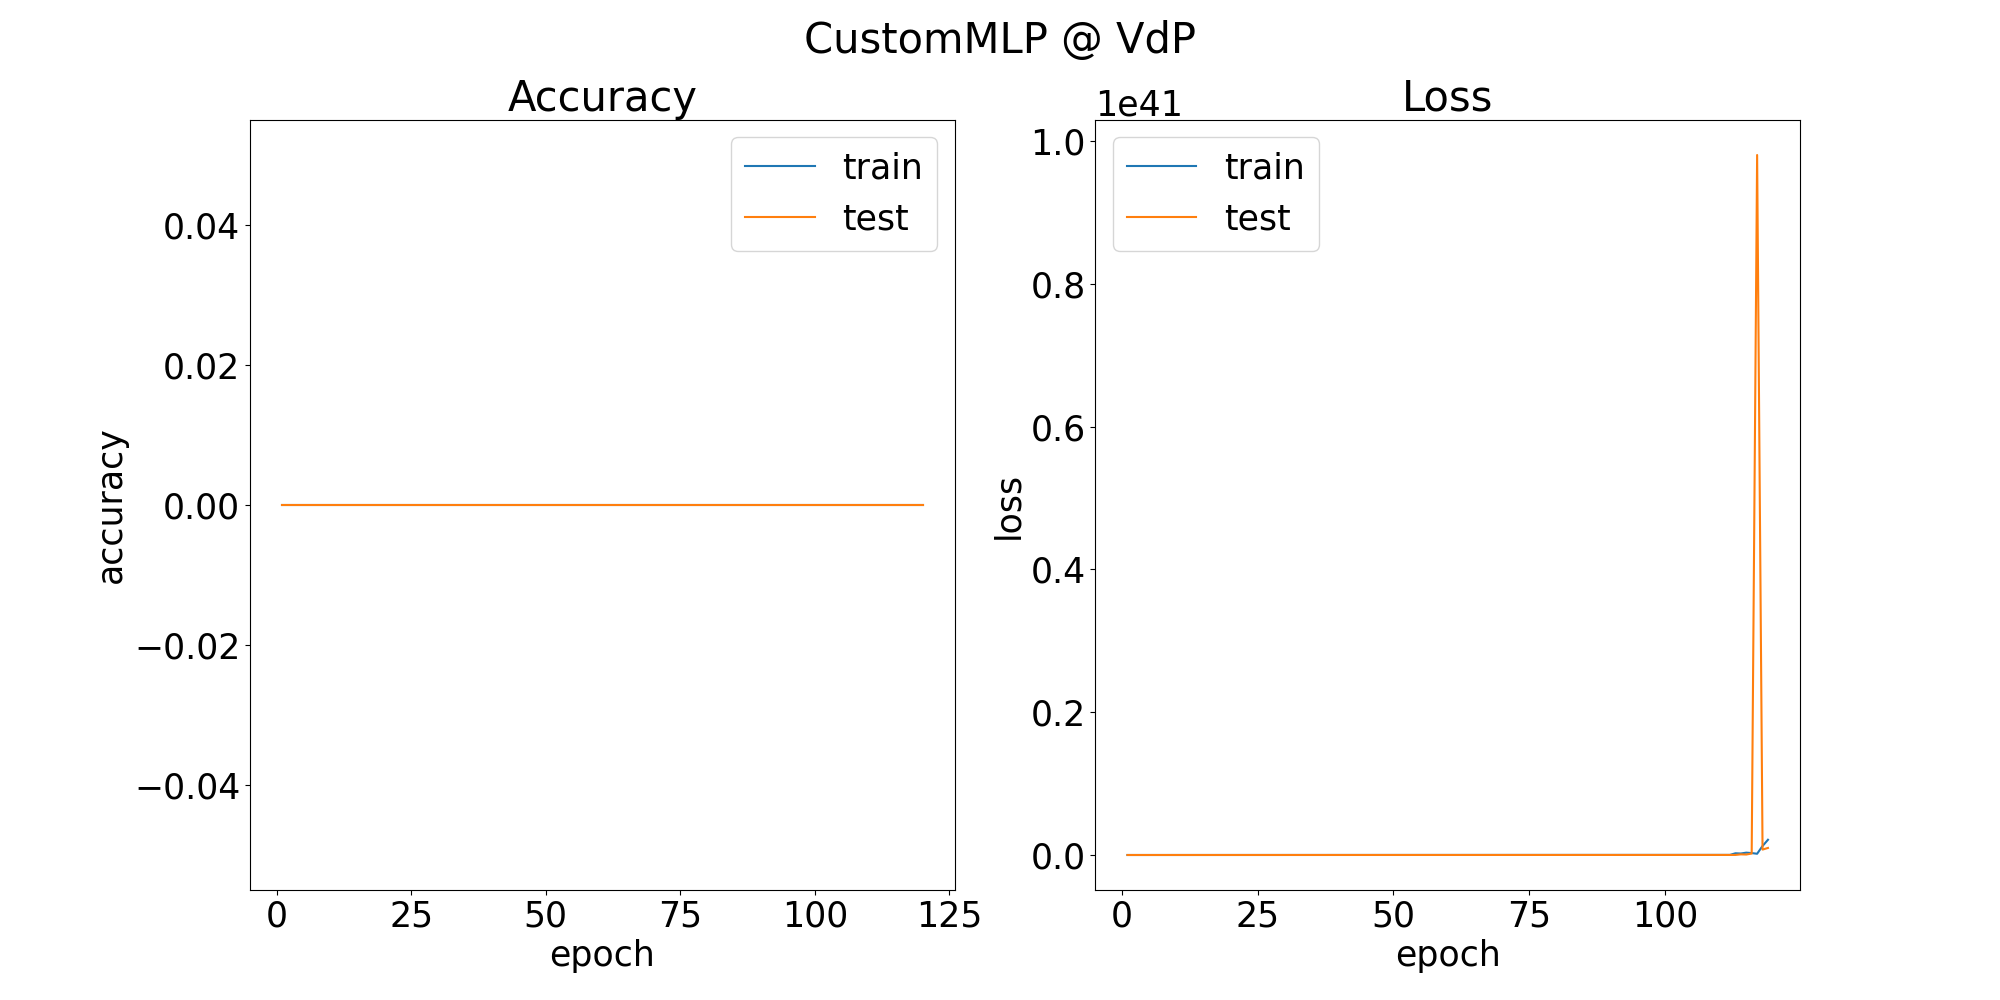 CustomMLP @ VdP
Accuracy
train
test
0.04
0.02
0.00
−0.02
−0.04
accuracy
0 25 50 75 100 125
epoch
Loss
1e41
train
test
1.0
0.8
0.6
0.4
0.2
0.0
loss
0 25 50 75 100
epoch